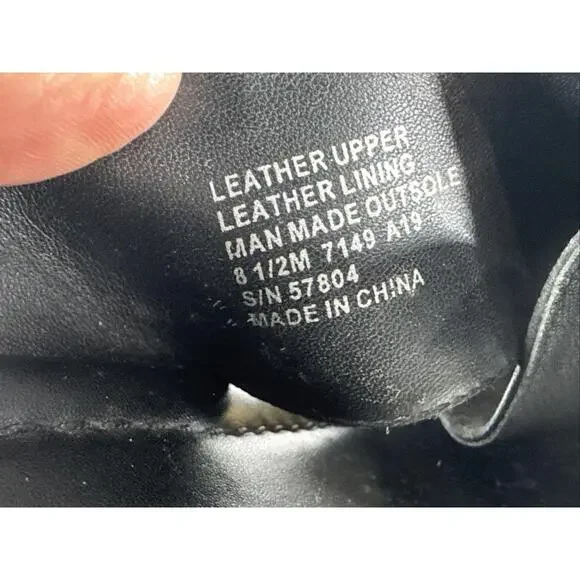 LEATHER UPPER
LEATHER LINING
MAN MADE OUTSOLE
8 1/2M 7149 A19
S/N 57804
MADE IN CHINA